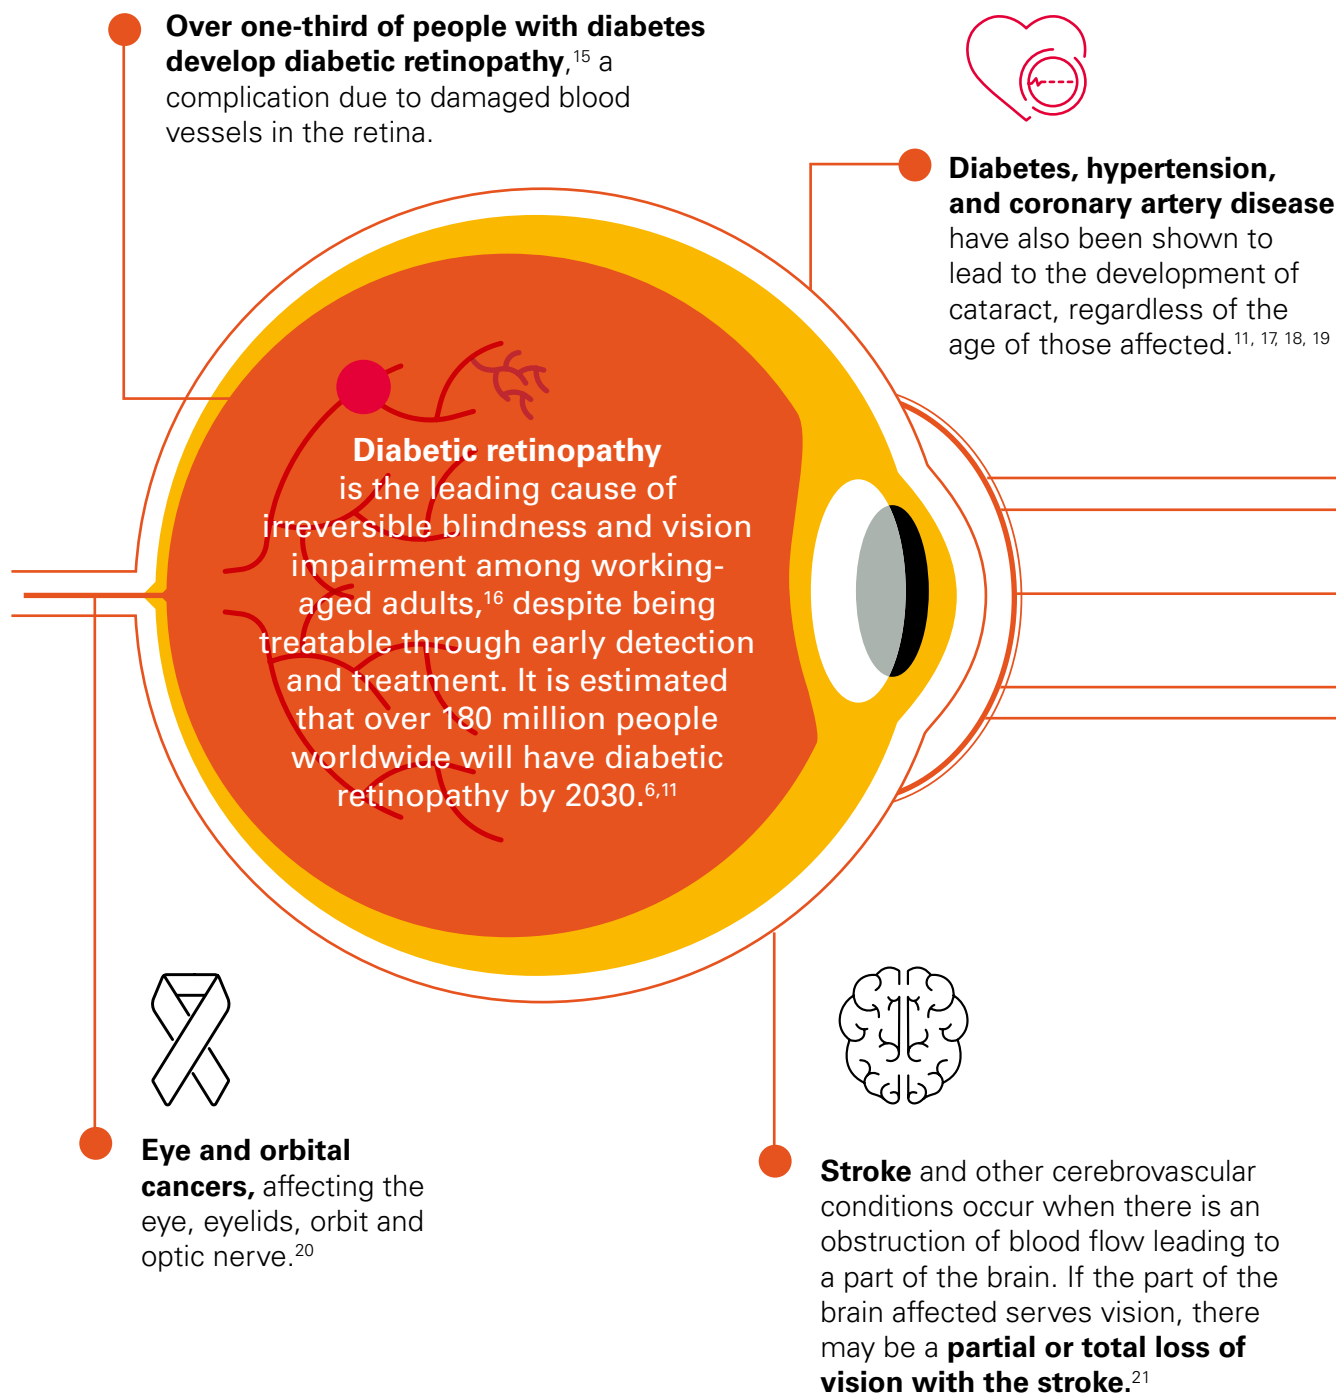 Over one-third of people with diabetes
develop diabetic retinopathy,15 a
complication due to damaged blood
vessels in the retina.
Diabetes, hypertension,
and coronary artery disease
have also been shown to
lead to the development of
cataract, regardless of the
age of those affected.11, 17, 18, 19
Diabetic retinopathy
is the leading cause of
irreversible blindness and vision
impairment among working-
aged adults,16 despite being
treatable through early detection
and treatment. It is estimated
that over 180 million people
worldwide will have diabetic
retinopathy by 2030.6,11
Eye and orbital
cancers, affecting the
eye, eyelids, orbit and
optic nerve.20
Stroke and other cerebrovascular
conditions occur when there is an
obstruction of blood flow leading to
a part of the brain. If the part of the
brain affected serves vision, there
may be a partial or total loss of
vision with the stroke.21